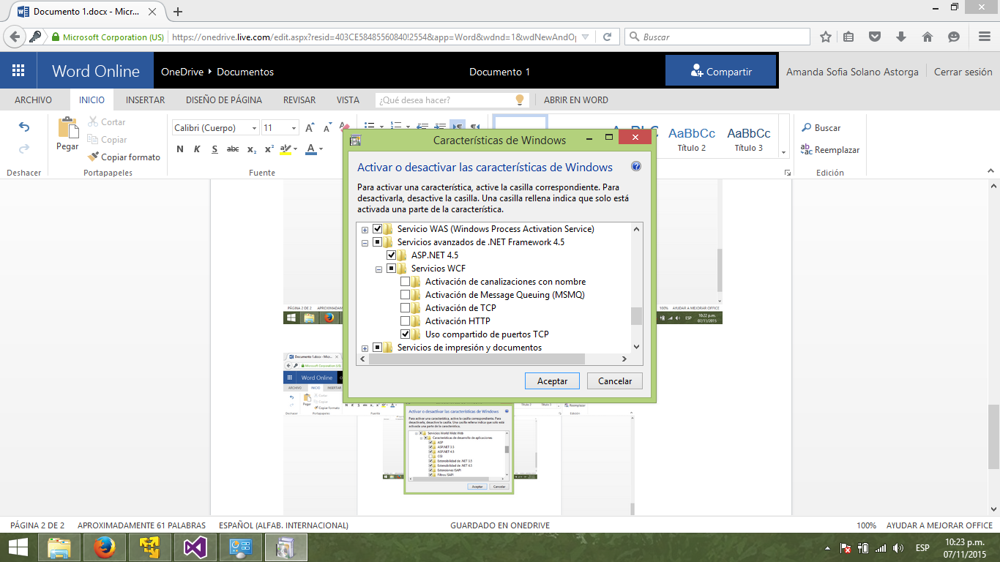 Documento 1.docx - Micr...
Microsoft Corporation (US)
https://onedrive.live.com/edit.aspx?resid=403CE58485560840!2554&app=Word&wdnd=1&wdNewAndOp
Buscar
Word Online
OneDrive
Documentos
Documento 1
Compartir
Amanda Sofia Solano Astorga
Cerrar sesión
ARCHIVO
INICIO
INSERTAR
DISEÑO DE PÁGINA
REVISAR
VISTA
¿Qué desea hacer?
ABRIR EN WORD
Pegar
Cortar
Copiar
Copiar formato
Calibri (Cuerpo)
11
N K S abc x₂ x² aby A
AaBbCc
Título 2
AaBbCc
Título 3
Buscar
Reemplazar
Deshacer
Portapapeles
Fuente
Edición
Características de Windows
Activar o desactivar las características de Windows
Para activar una característica, active la casilla correspondiente. Para
desactivarla, desactive la casilla. Una casilla rellena indica que solo está
activada una parte de la característica.
Servicio WAS (Windows Process Activation Service)
Servicios avanzados de .NET Framework 4.5
ASP.NET 4.5
Servicios WCF
Activación de canalizaciones con nombre
Activación de Message Queuing (MSMQ)
Activación de TCP
Activación HTTP
Uso compartido de puertos TCP
Servicios de impresión y documentos
Aceptar
Cancelar
PÁGINA 2 DE 2
100%
AYUDAR A MEJORAR OFFICE
ESP
10:22 p.m.
07/11/2015
Documento 1.docx - Micr...
Microsoft Corporation (US)
Word Online
ARCHIVO
INICIO
INSERTAR
Pegar
Cortar
Copiar
Copiar formato
Deshacer
Portapapeles
Fuente
Título 2
Título 3
Reemplazar
Edición
Activar o desactivar las características de Windows
Para activar una característica, active la casilla correspondiente. Para
desactivarla, desactive la casilla. Una casilla rellena indica que solo está
activada una parte de la característica.
Servicios World Wide Web
Características de desarrollo de aplicaciones
ASP
ASP.NET 3.5
ASP.NET 4.5
CGI
Extensibilidad de .NET 3.5
Extensibilidad de .NET 4.5
Extensiones ISAPI
Filtros ISAPI
Aceptar
Cancelar
PÁGINA 2 DE 2
APROXIMADAMENTE 61 PALABRAS
ESPAÑOL (ALFAB. INTERNACIONAL)
GUARDADO EN ONEDRIVE
100%
AYUDAR A MEJORAR OFFICE
ESP
10:23 p.m.
07/11/2015